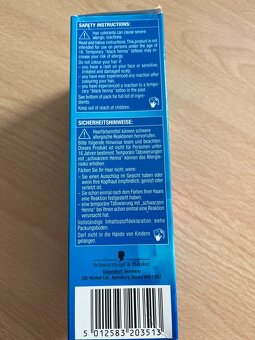 SAFETY INSTRUCTIONS:
Hair colorants can cause severe
allergic reactions.
Read and follow instructions. This product is not
intended for use on persons under the age of
16. Temporary "black henna" tattoos may in-
crease your risk of allergy.
Do not colour your hair if:
– you have a rash on your face or sensitive,
irritated and damaged scalp,
– you have ever experienced any reaction after
colouring your hair,
– you have experienced a reaction to a tempo-
rary "black henna" tattoo in the past.
See bottom of pack for full list of ingre-
dients.
Keep out of reach of children.
SICHERHEITSHINWEISE:
Haarfärbemittel können schwere
allergische Reaktionen hervorrufen.
Bitte folgende Hinweise lesen und beachten:
Dieses Produkt ist nicht für Personen unter
16 Jahren bestimmt. Temporäre Tätowierungen
mit „schwarzem Henna" können das Allergie-
risiko erhöhen.
Färben Sie Ihr Haar nicht, wenn:
- Sie einen Ausschlag im Gesicht haben oder
wenn Ihre Kopfhaut empfindlich, gereizt oder
verletzt ist,
- Sie schon einmal nach dem Färben Ihrer Haare
eine Reaktion festgestellt haben,
- eine temporäre Tätowierung mit „schwarzem
Henna" bei Ihnen schon einmal eine Reaktion
verursacht hat.
Vollständige Inhaltsstoffdeklaration siehe
Packungsboden.
Darf nicht in die Hände von Kindern
gelangen.
Schwarzkopf & Henkel
Düsseldorf, Germany
GB: Henkel Ltd,
5 012583 203513